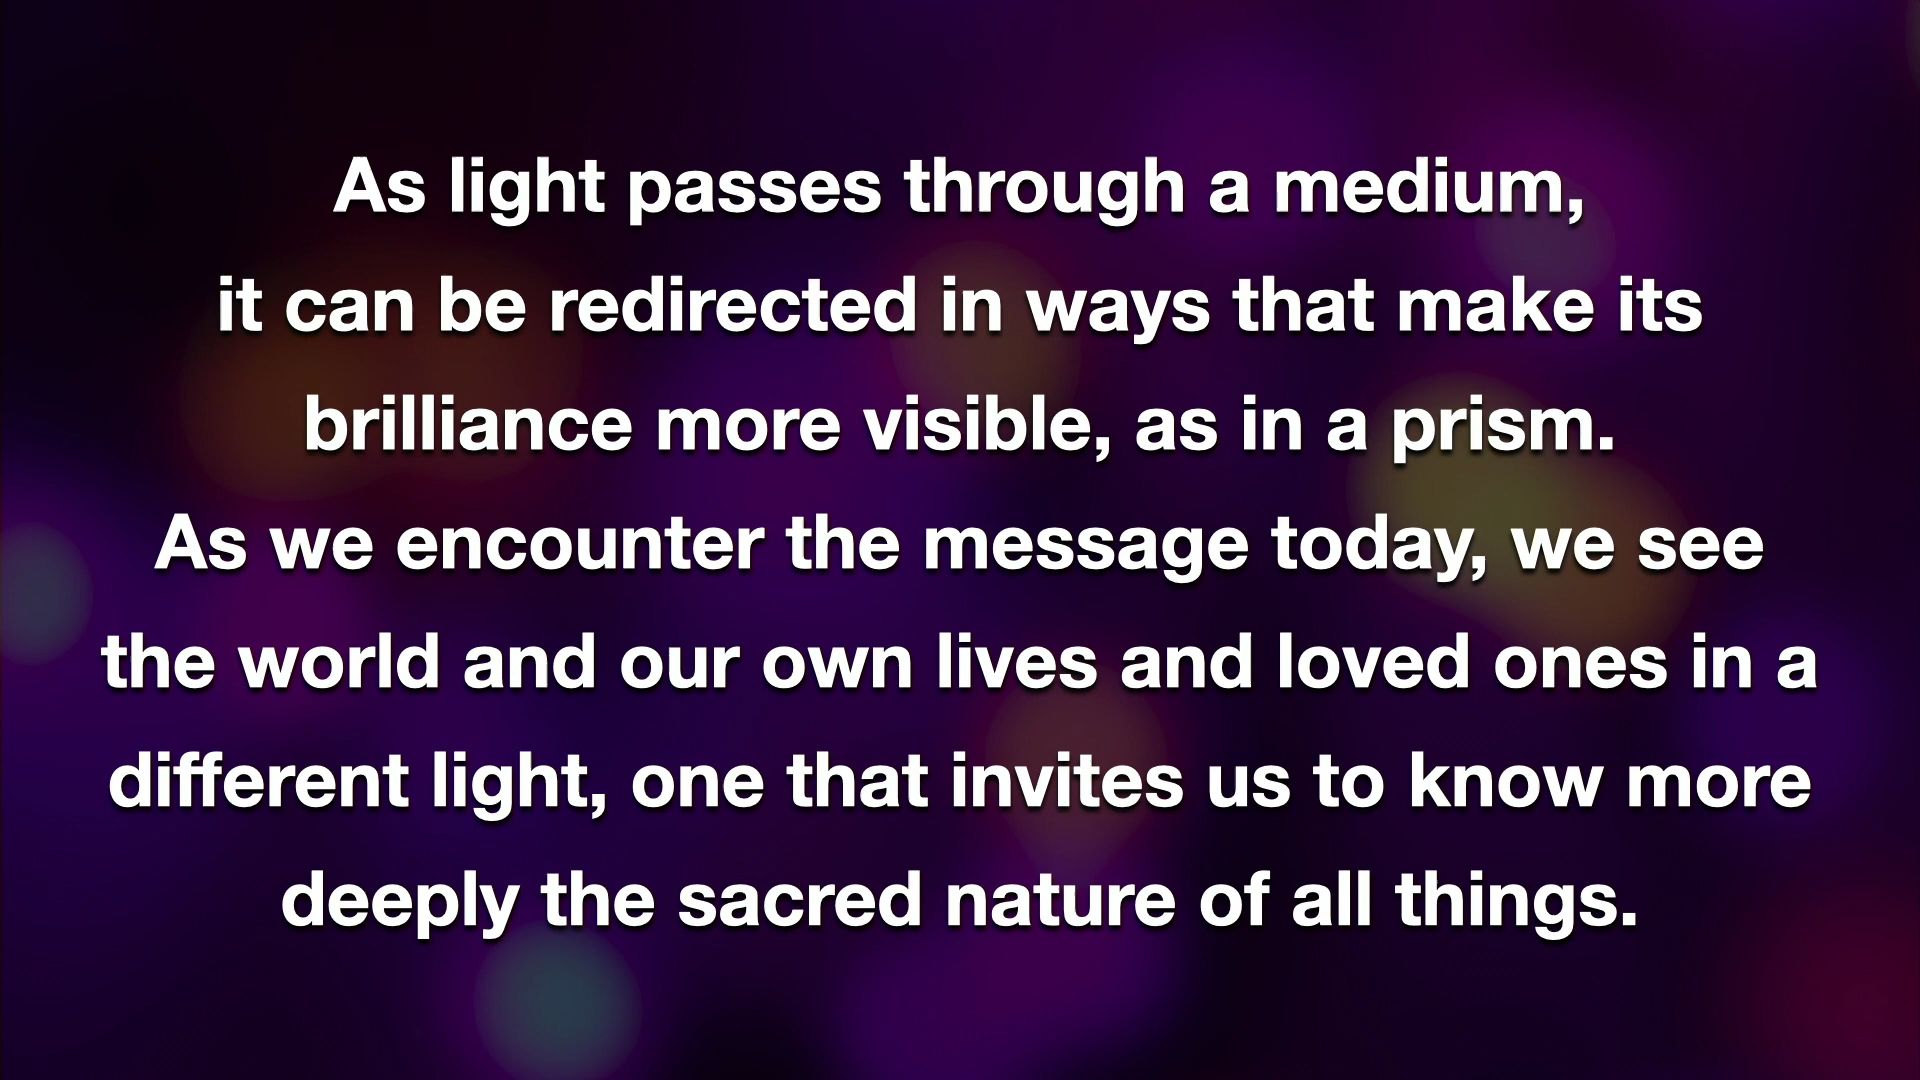 As light passes through a medium,
it can be redirected in ways that make its
brilliance more visible, as in a prism.
As we encounter the message today, we see
the world and our own lives and loved ones in a
different light, one that invites us to know more
deeply the sacred nature of all things.